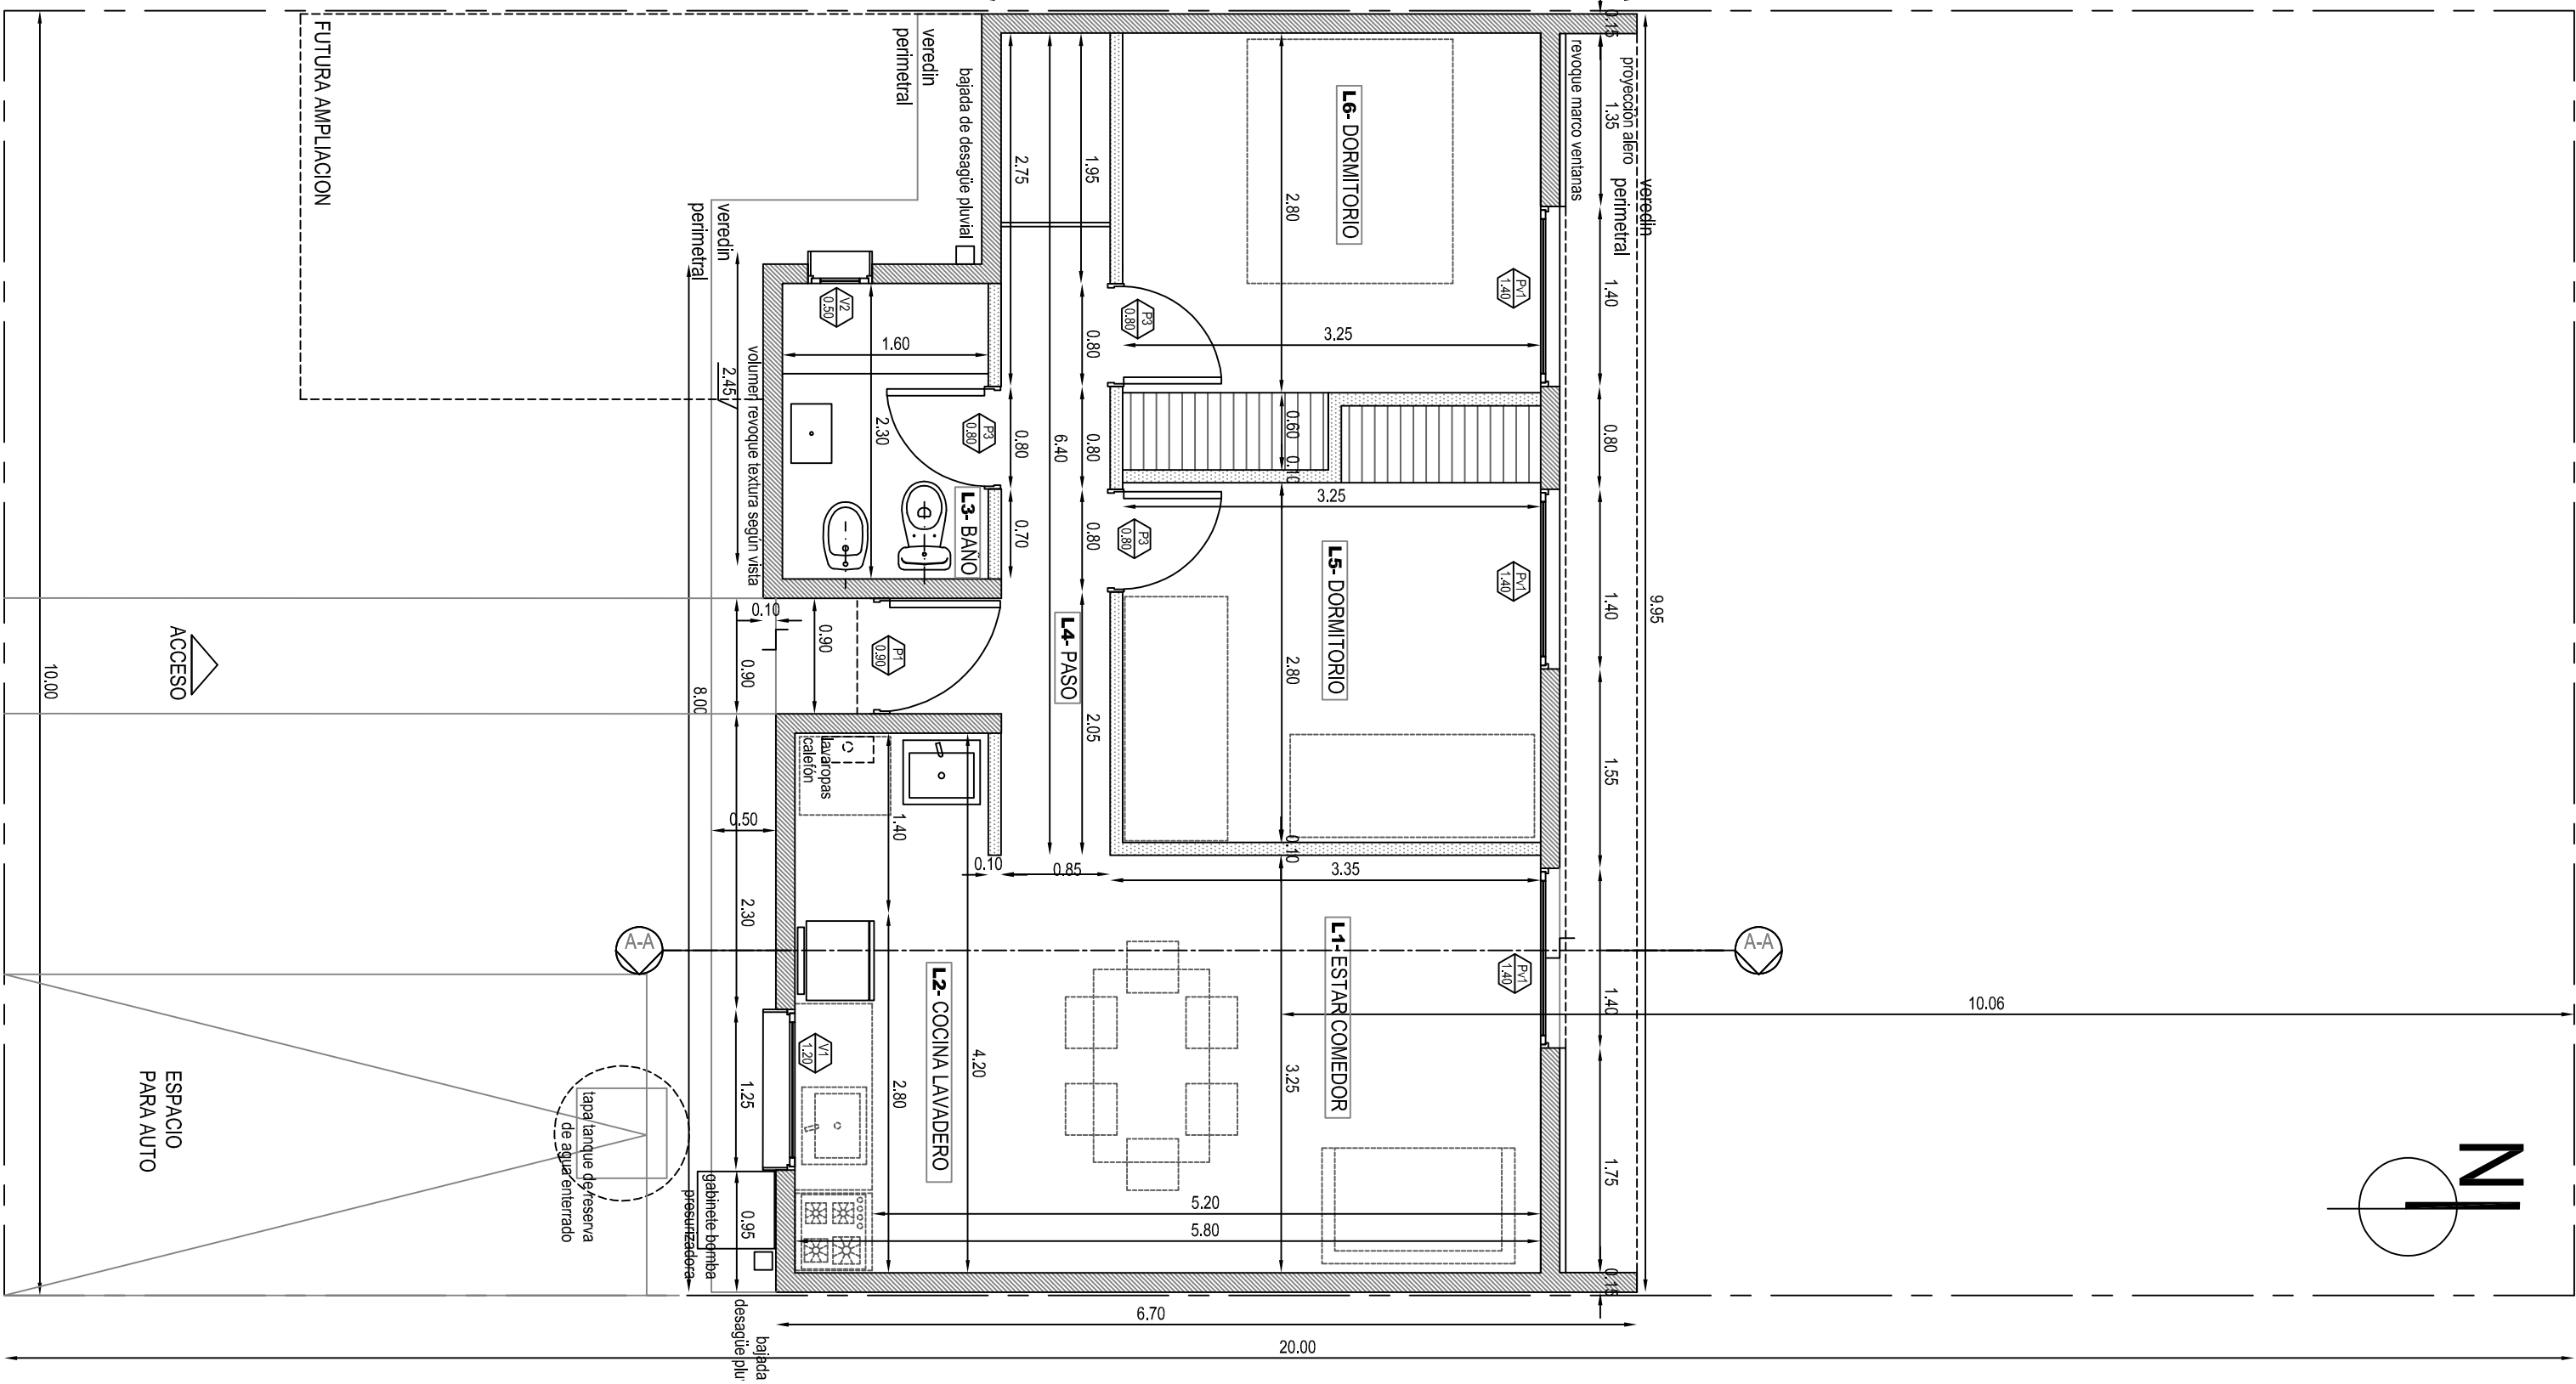 FUTURA AMPLIACION
10.00
ACCESO
ESPACIO
PARA AUTO
veredin
perimetral
bajada de desagüe pluvial
veredin
perimetral
volumen revoque textura según vista
2.45
8.00
0.10
0.90
0.90
0.50
2.30
1.25
0.95
A-A
tapa tanque de reserva
de agua enterrado
gabinete bomba
presurizadora
bajada
desagüe plu
V2
0.50
1.60
2.30
P3
0.80
L3- BAÑO
P1
0.90
lavaropas
calefón
1.40
0.10
0.85
V1
1.20
2.80
4.20
L2- COCINA LAVADERO
2.75
1.95
0.80
0.80
6.40
0.80
0.70
0.80
L4- PASO
2.05
L6- DORMITORIO
2.80
3.25
P3
0.80
Pv1
1.40
0.60
0.10
3.25
P3
0.80
L5- DORMITORIO
2.80
Pv1
1.40
0.10
3.35
L1- ESTAR COMEDOR
3.25
Pv1
1.40
5.20
5.80
0.15
revoque marco ventanas
proyección alero
1.35
veredin
perimetral
1.40
0.80
1.40
9.95
1.55
1.40
1.75
0.15
A-A
10.06
6.70
20.00
N